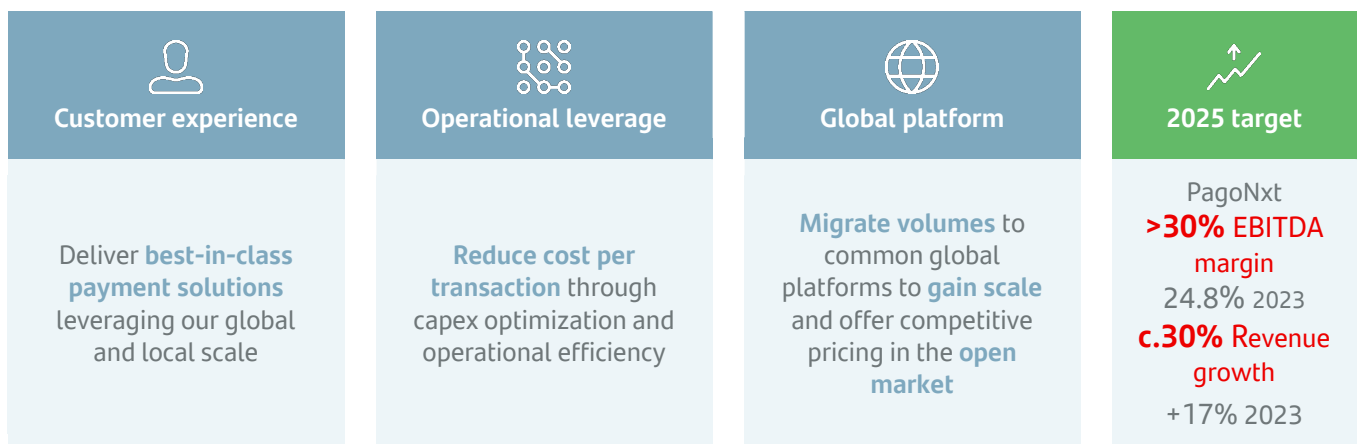 Customer experience
Deliver best-in-class
payment solutions
leveraging our global
and local scale
Operational leverage
Reduce cost per
transaction through
capex optimization and
operational efficiency
Global platform
Migrate volumes to
common global
platforms to gain scale
and offer competitive
pricing in the open
market
2025 target
PagoNxt
>30% EBITDA
margin
24.8% 2023
c.30% Revenue
growth
+17% 2023